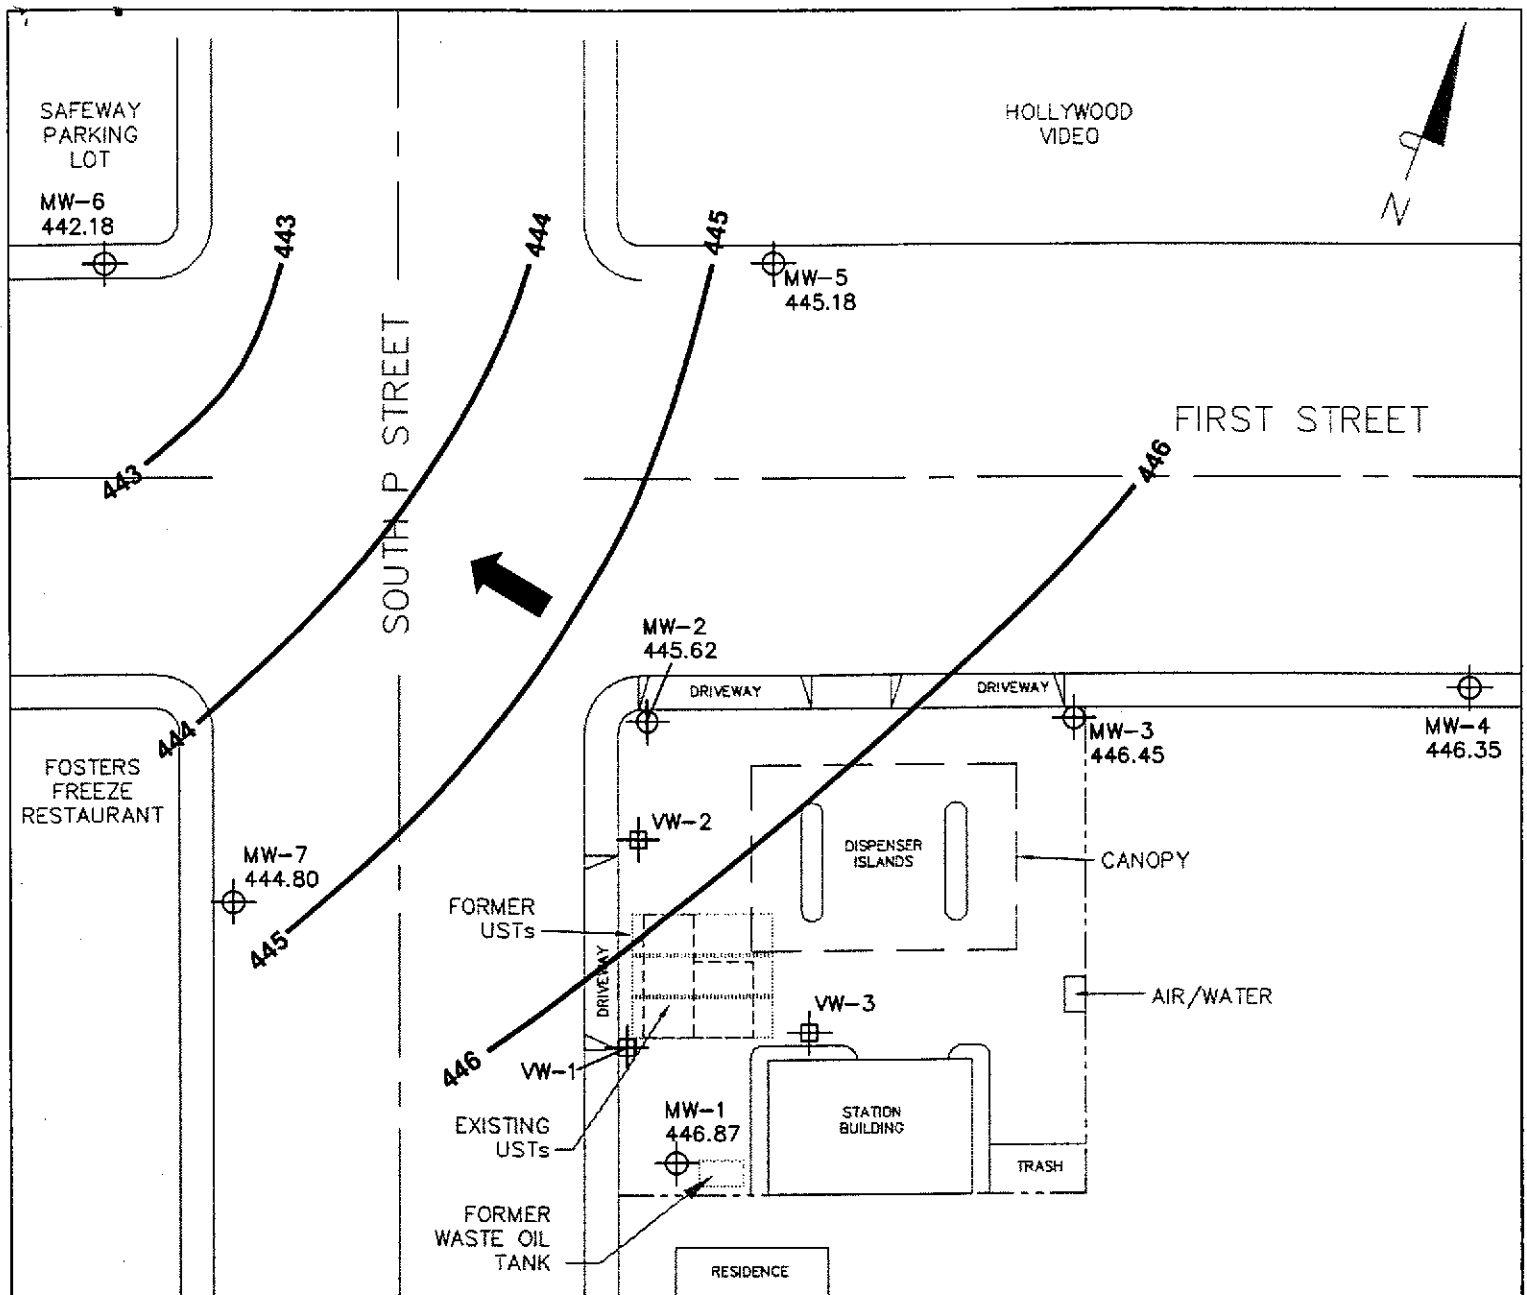 SAFEWAY
PARKING
LOT
HOLLYWOOD
VIDEO
N
MW-6
442.18
443
444
445
MW-5
445.18
SOUTH P STREET
FIRST STREET
446
443
MW-2
445.62
DRIVEWAY
DRIVEWAY
MW-3
446.45
MW-4
446.35
444
FOSTERS
FREEZE
RESTAURANT
VW-2
DISPENSER
ISLANDS
CANOPY
MW-7
444.80
FORMER
USTs
445
DRIVEWAY
AIR/WATER
VW-3
446
VW-1
EXISTING
USTs
MW-1
446.87
STATION
BUILDING
TRASH
FORMER
WASTE OIL
TANK
RESIDENCE